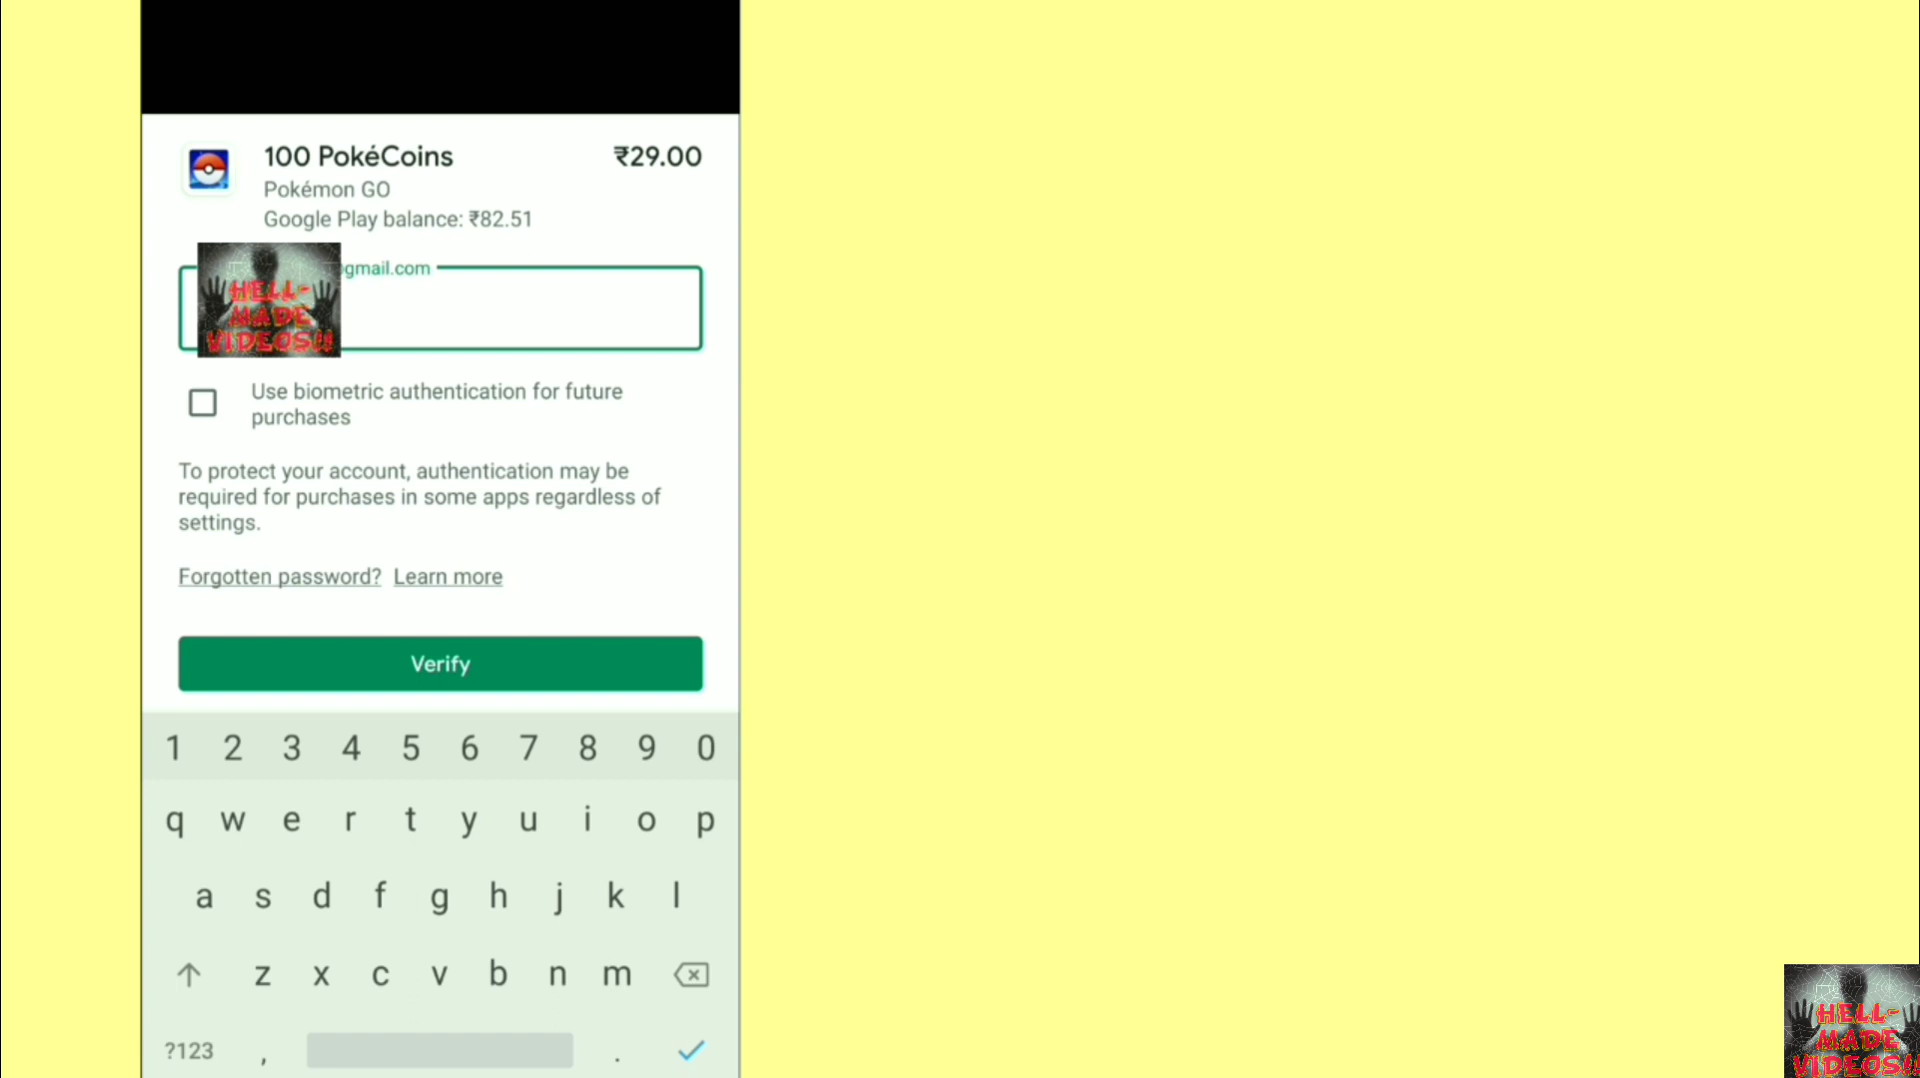 100 PokéCoins ₹29.00
Pokémon GO
Google Play balance: ₹82.51
gmail.com
HELL-
MADE
VIDEOS!!
Use biometric authentication for future
purchases
To protect your account, authentication may be
required for purchases in some apps regardless of
settings.
Forgotten password? Learn more
Verify
1 2 3 4 5 6 7 8 9 0
q w e r t y u i o p
a s d f g h j k l
z x c v b n m
?123 , .
HELL-
MADE
VIDEOS!!